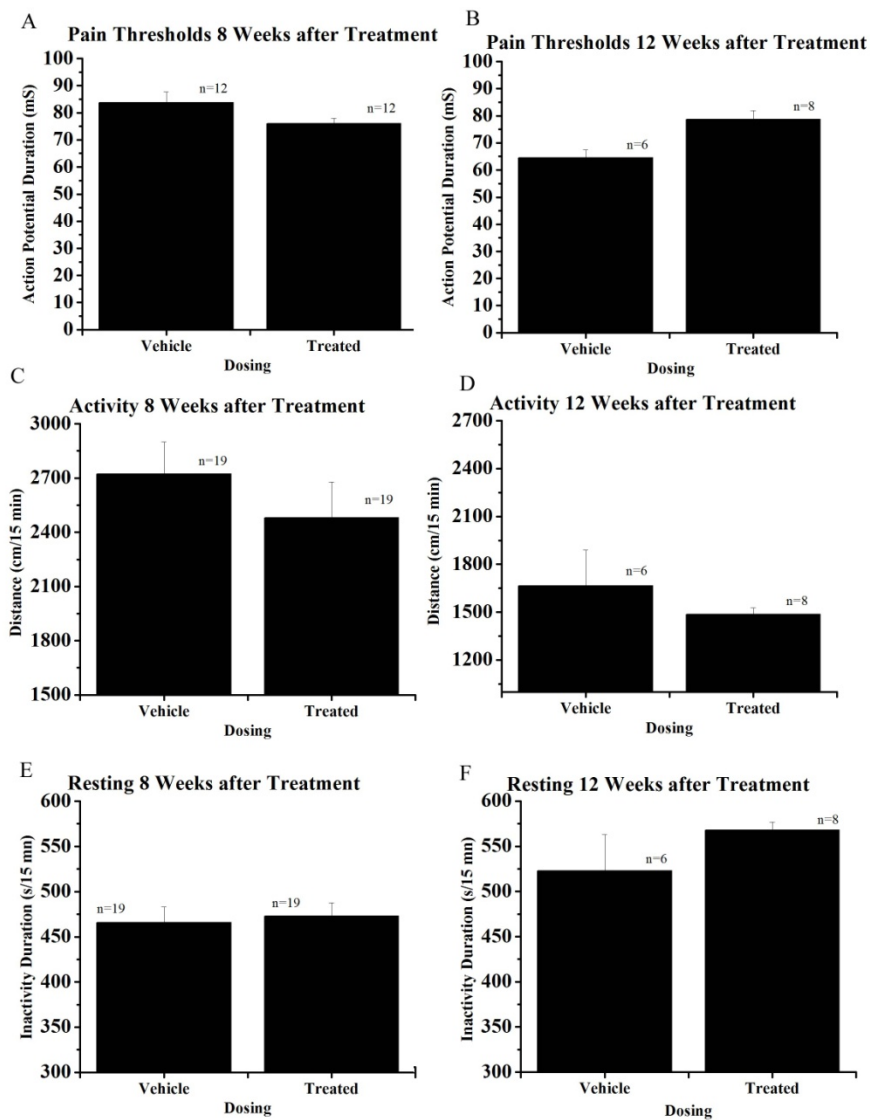 A
Pain Thresholds 8 Weeks after Treatment
100
90
80
70
60
50
40
30
20
10
0
Action Potential Duration (mS)
n=12
n=12
Vehicle
Treated
Dosing
B
Pain Thresholds 12 Weeks after Treatment
100
90
80
70
60
50
40
30
20
10
0
Action Potential Duration (mS)
n=6
n=8
Vehicle
Treated
Dosing
C
Activity 8 Weeks after Treatment
3000
2700
2400
2100
1800
1500
Distance (cm/15 min)
n=19
n=19
Vehicle
Treated
Dosing
D
Activity 12 Weeks after Treatment
2700
2400
2100
1800
1500
1200
Distance (cm/15 min)
n=6
n=8
Vehicle
Treated
Dosing
E
Resting 8 Weeks after Treatment
600
550
500
450
400
350
300
Inactivity Duration (s/15 mn)
n=19
n=19
Vehicle
Treated
Dosing
F
Resting 12 Weeks after Treatment
600
550
500
450
400
350
300
Inactivity Duration (s/15 mn)
n=6
n=8
Vehicle
Treated
Dosing